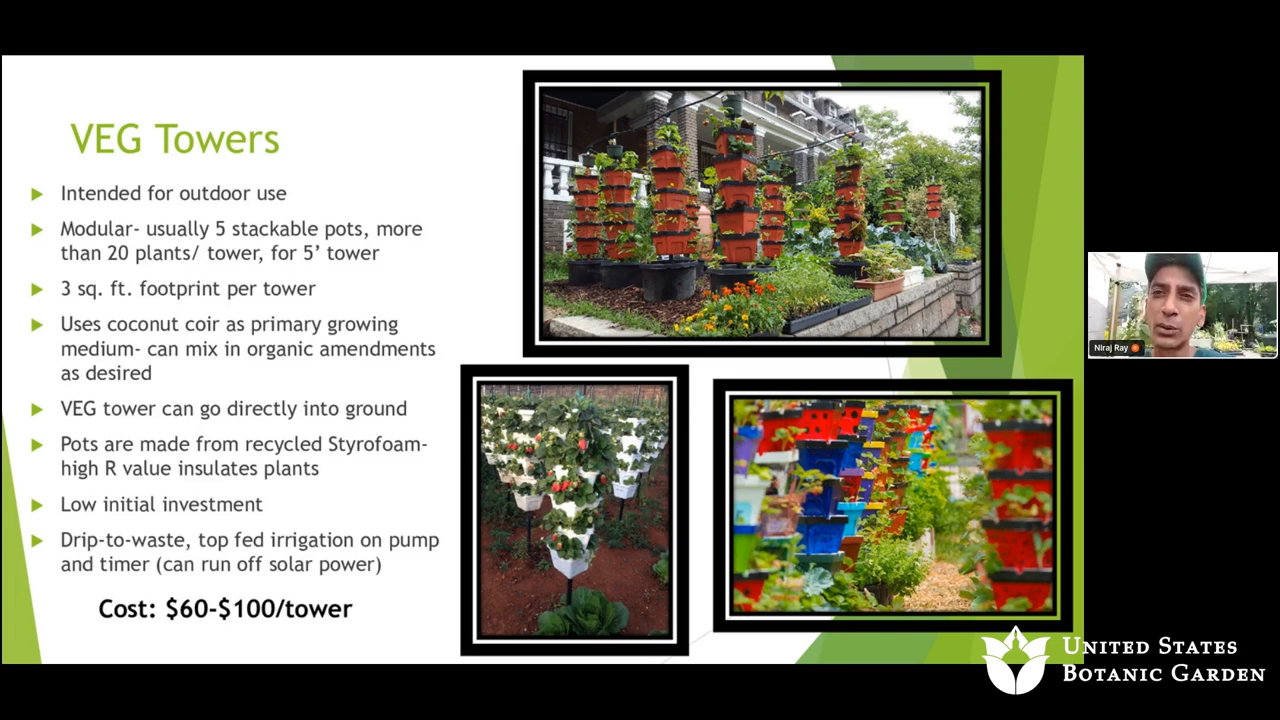 VEG Towers
Intended for outdoor use
Modular- usually 5 stackable pots, more
than 20 plants/ tower, for 5’ tower
3 sq. ft. footprint per tower
Uses coconut coir as primary growing
medium- can mix in organic amendments
as desired
VEG tower can go directly into ground
Pots are made from recycled Styrofoam-
high R value insulates plants
Low initial investment
Drip-to-waste, top fed irrigation on pump
and timer (can run off solar power)
Cost: $60-$100/tower
Niraj Ray
UNITED STATES
BOTANIC GARDEN